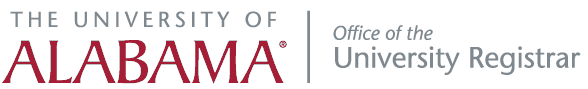 THE UNIVERSITY OF
ALABAMA®
Office of the
University Registrar